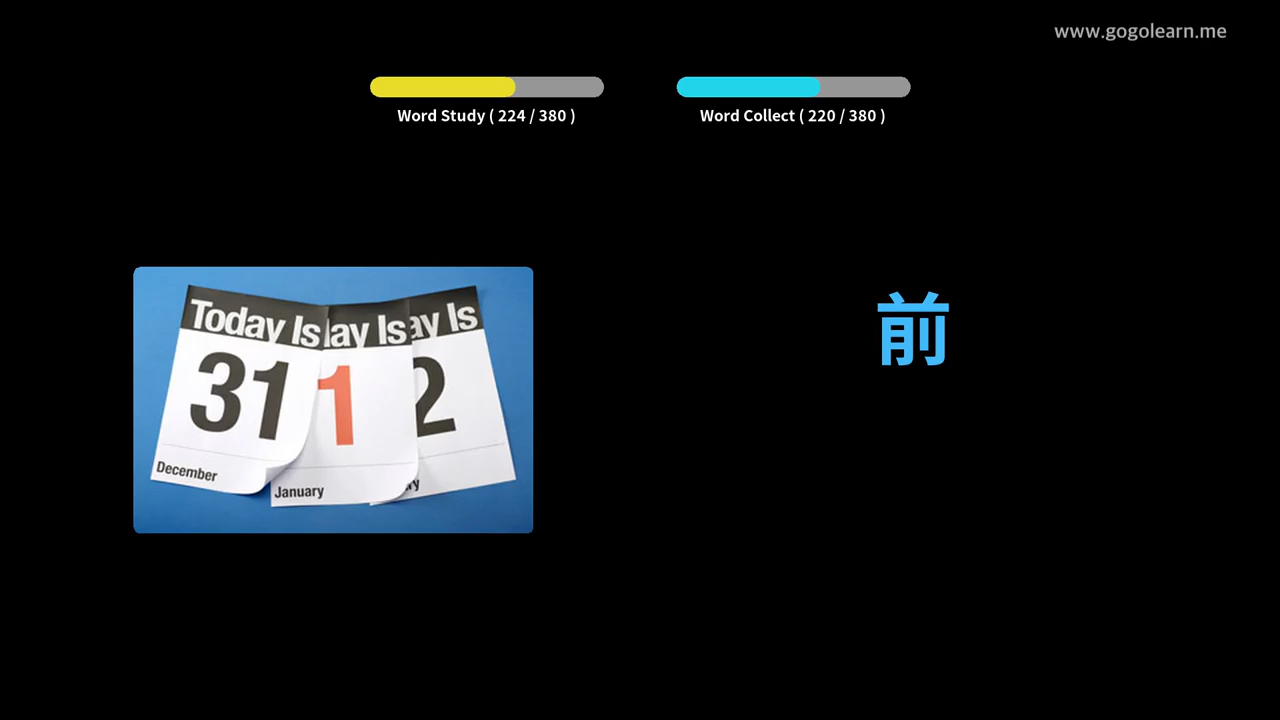 www.gogolearn.me
Word Study ( 224 / 380 )
Word Collect ( 220 / 380 )
Today Is
31
December
ay Is
1
January
ay Is
2
ry
前